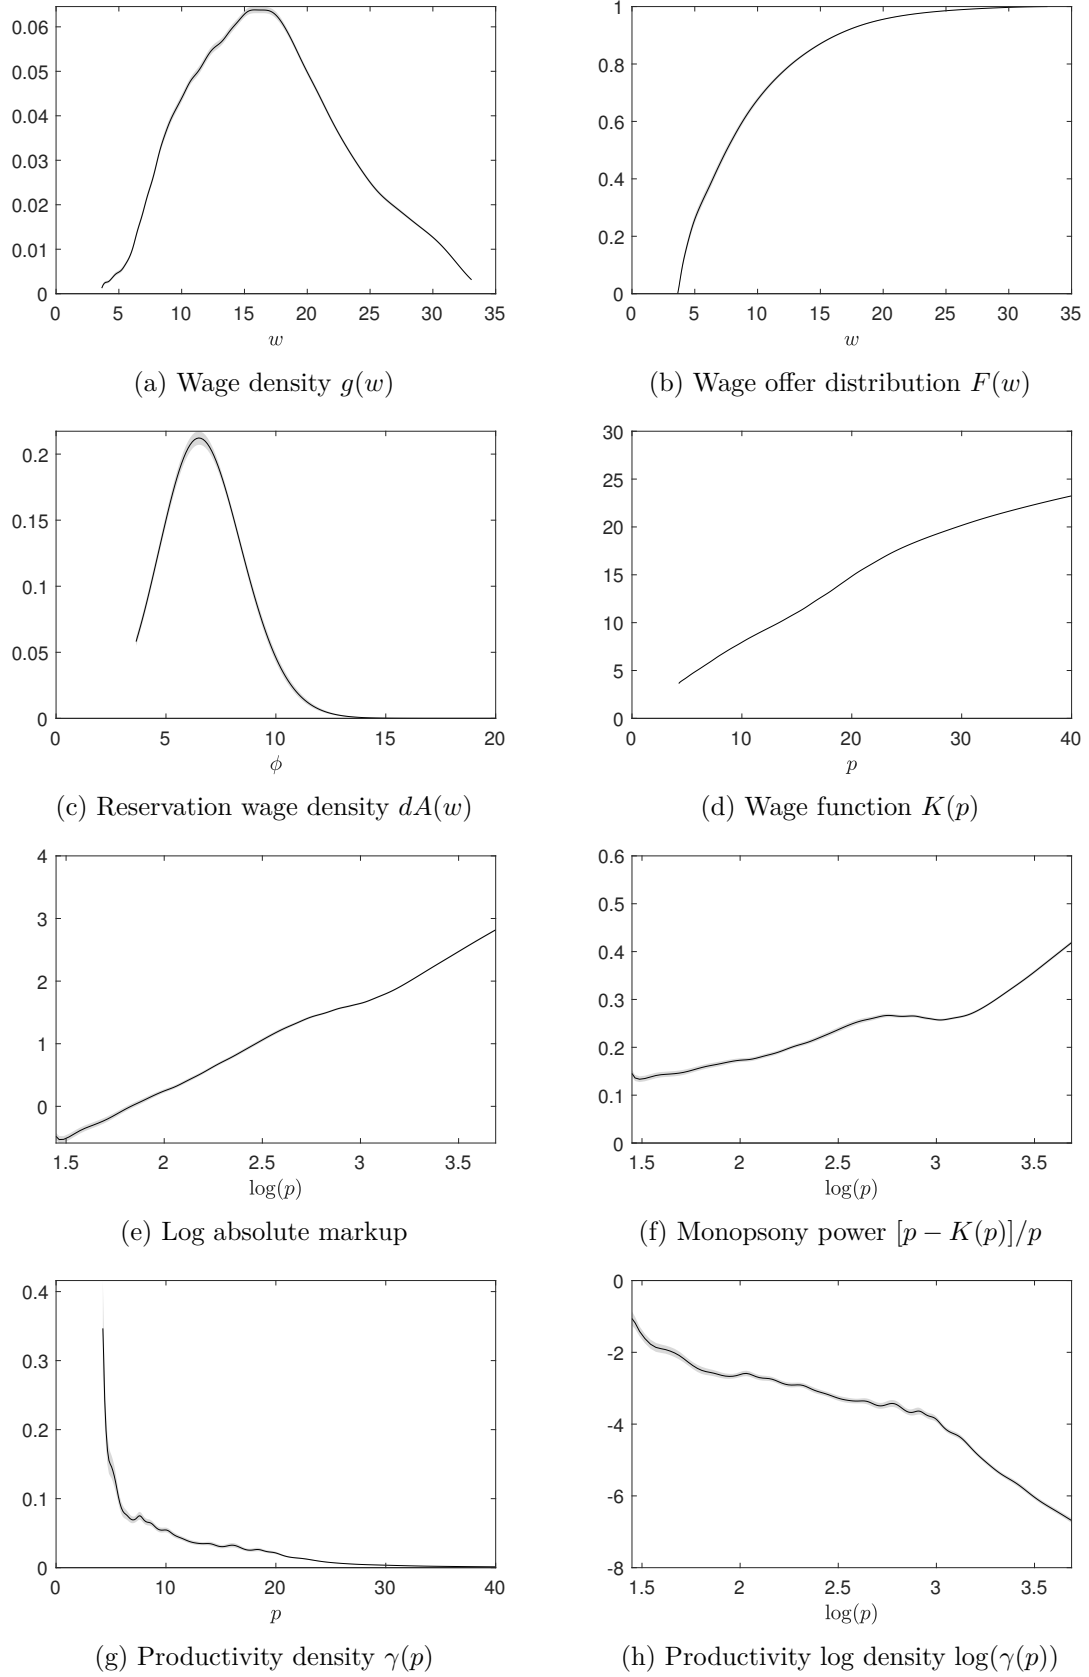 0.06
0.05
0.04
0.03
0.02
0.01
0
0 5 10 15 20 25 30 35
w
(a) Wage density g(w)
1
0.8
0.6
0.4
0.2
0
0 5 10 15 20 25 30 35
w
(b) Wage offer distribution F(w)
0.2
0.15
0.1
0.05
0
0 5 10 15 20
ϕ
(c) Reservation wage density dA(w)
30
25
20
15
10
5
0
0 10 20 30 40
p
(d) Wage function K(p)
4
3
2
1
0
1.5 2 2.5 3 3.5
log(p)
(e) Log absolute markup
0.6
0.5
0.4
0.3
0.2
0.1
0
1.5 2 2.5 3 3.5
log(p)
(f) Monopsony power [p − K(p)]/p
0.4
0.3
0.2
0.1
0
0 10 20 30 40
p
(g) Productivity density γ(p)
0
-2
-4
-6
-8
1.5 2 2.5 3 3.5
log(p)
(h) Productivity log density log(γ(p))